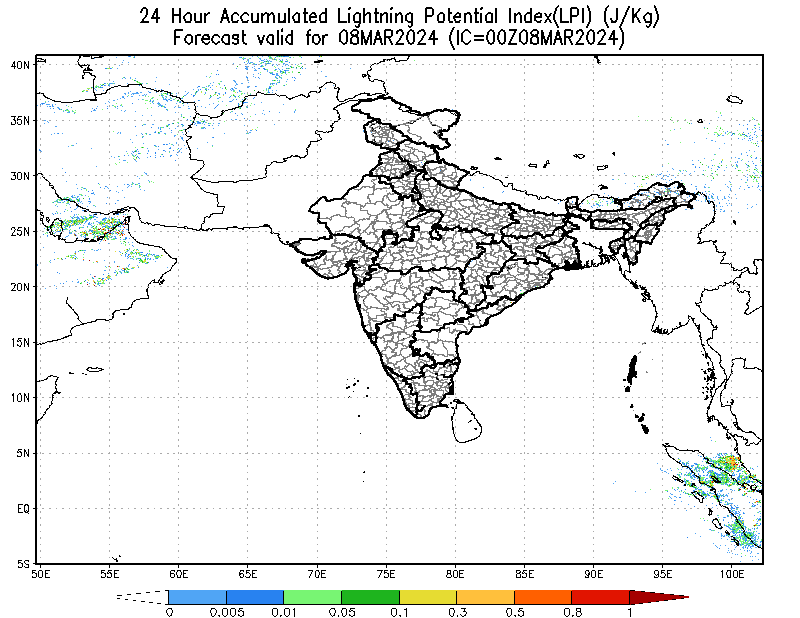 24 Hour Accumulated Lightning Potential Index(LPI) (J/Kg)
Forecast valid for 08MAR2024 (IC=00Z08MAR2024)
40N
35N
30N
25N
20N
15N
10N
5N
EQ
5S
50E 55E 60E 65E 70E 75E 80E 85E 90E 95E 100E
0 0.005 0.01 0.05 0.1 0.3 0.5 0.8 1